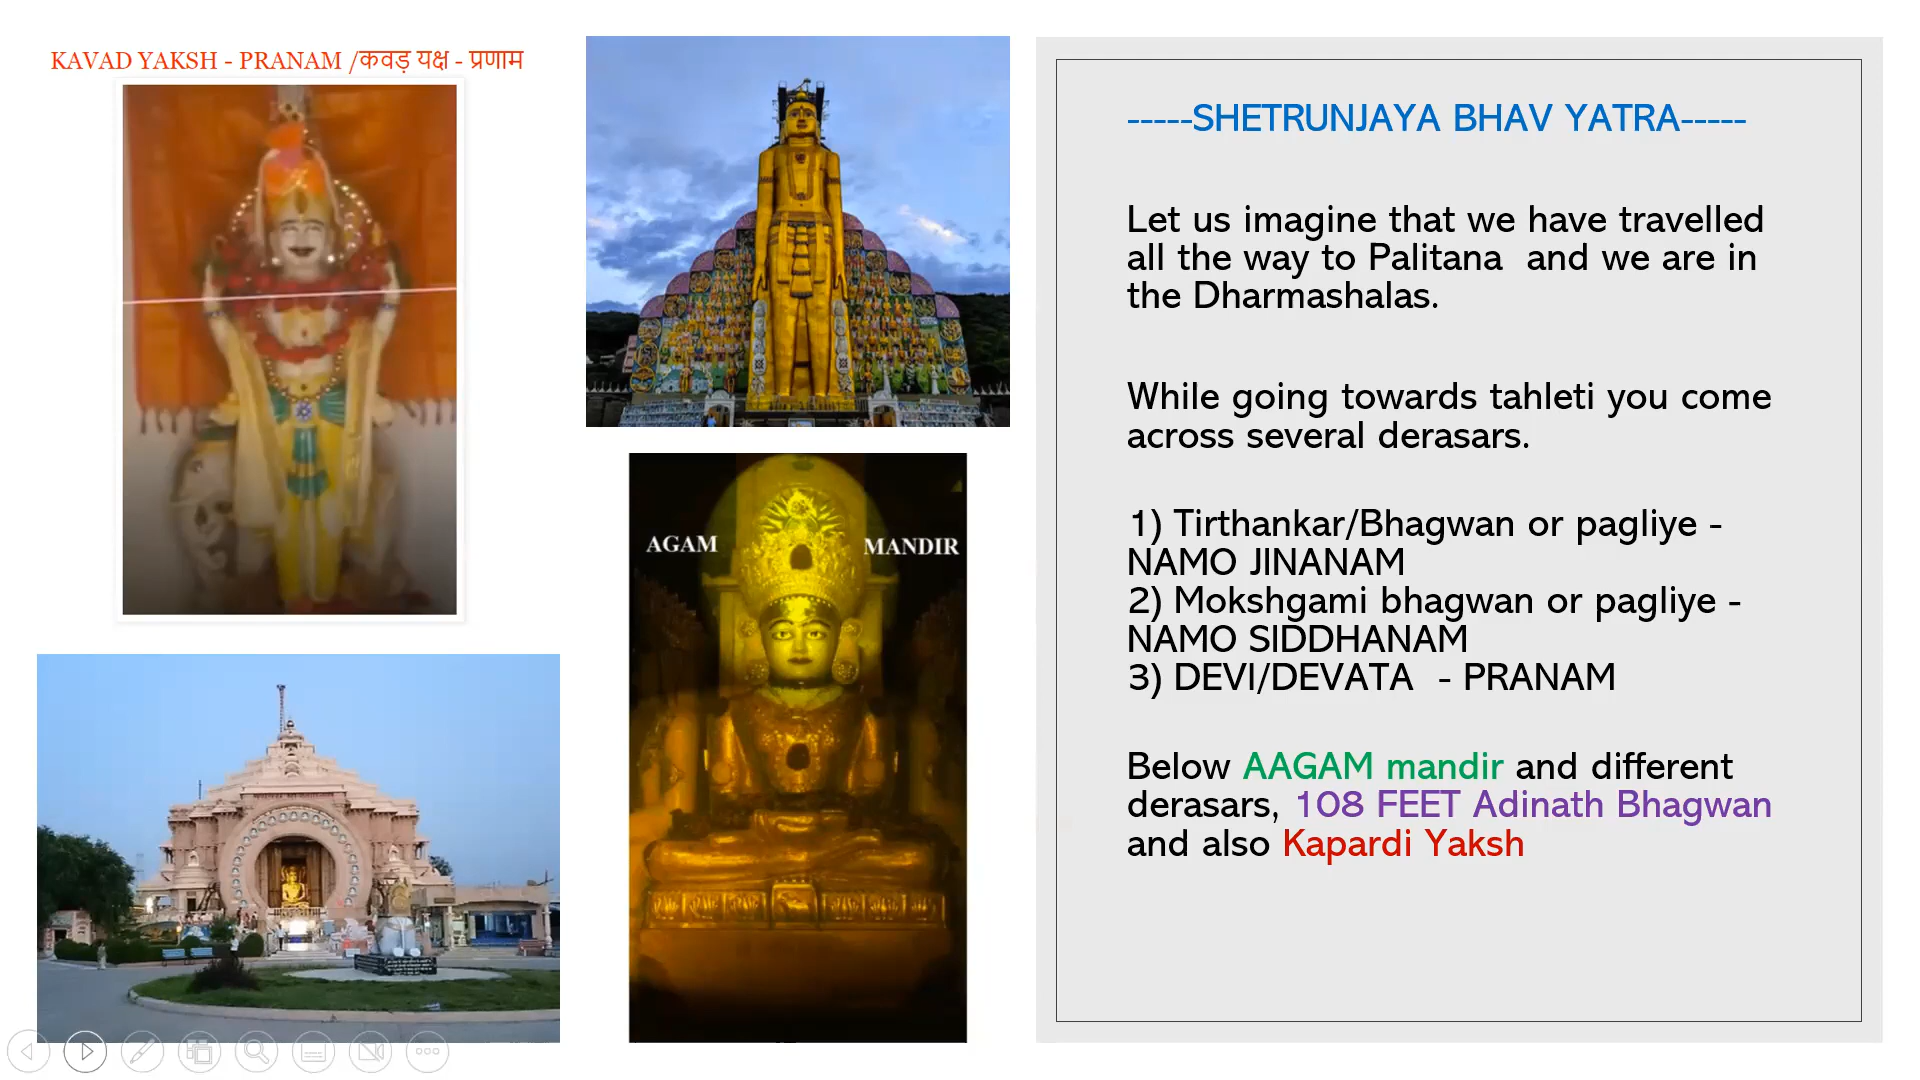 KAVAD YAKSH - PRANAM /कवड़ यक्ष - प्रणाम
AGAM MANDIR
-----SHETRUNJAYA BHAV YATRA-----
Let us imagine that we have travelled
all the way to Palitana and we are in
the Dharmashalas.
While going towards tahleti you come
across several derasars.
1) Tirthankar/Bhagwan or pagliye -
NAMO JINANAM
2) Mokshgami bhagwan or pagliye -
NAMO SIDDHANAM
3) DEVI/DEVATA - PRANAM
Below AAGAM mandir and different
derasars, 108 FEET Adinath Bhagwan
and also Kapardi Yaksh